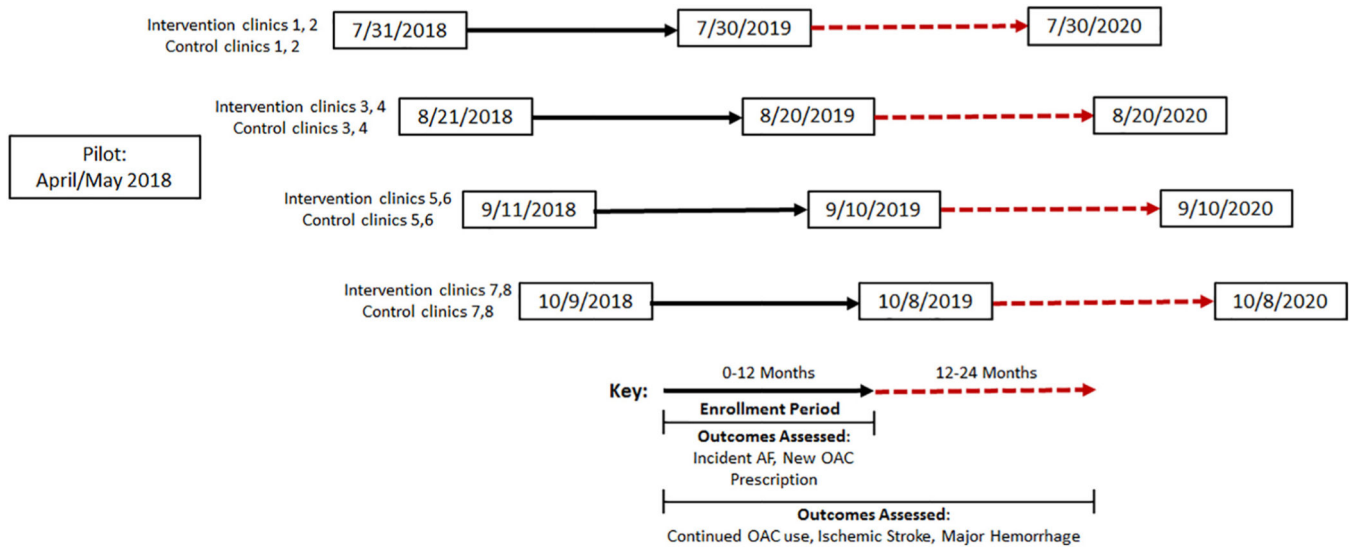 Intervention clinics 1, 2
Control clinics 1, 2
7/31/2018
7/30/2019
7/30/2020
Intervention clinics 3, 4
Control clinics 3, 4
8/21/2018
8/20/2019
8/20/2020
Pilot:
April/May 2018
Intervention clinics 5,6
Control clinics 5,6
9/11/2018
9/10/2019
9/10/2020
Intervention clinics 7,8
Control clinics 7,8
10/9/2018
10/8/2019
10/8/2020
Key:
0-12 Months
12-24 Months
Enrollment Period
Outcomes Assessed:
Incident AF, New OAC
Prescription
Outcomes Assessed:
Continued OAC use, Ischemic Stroke, Major Hemorrhage